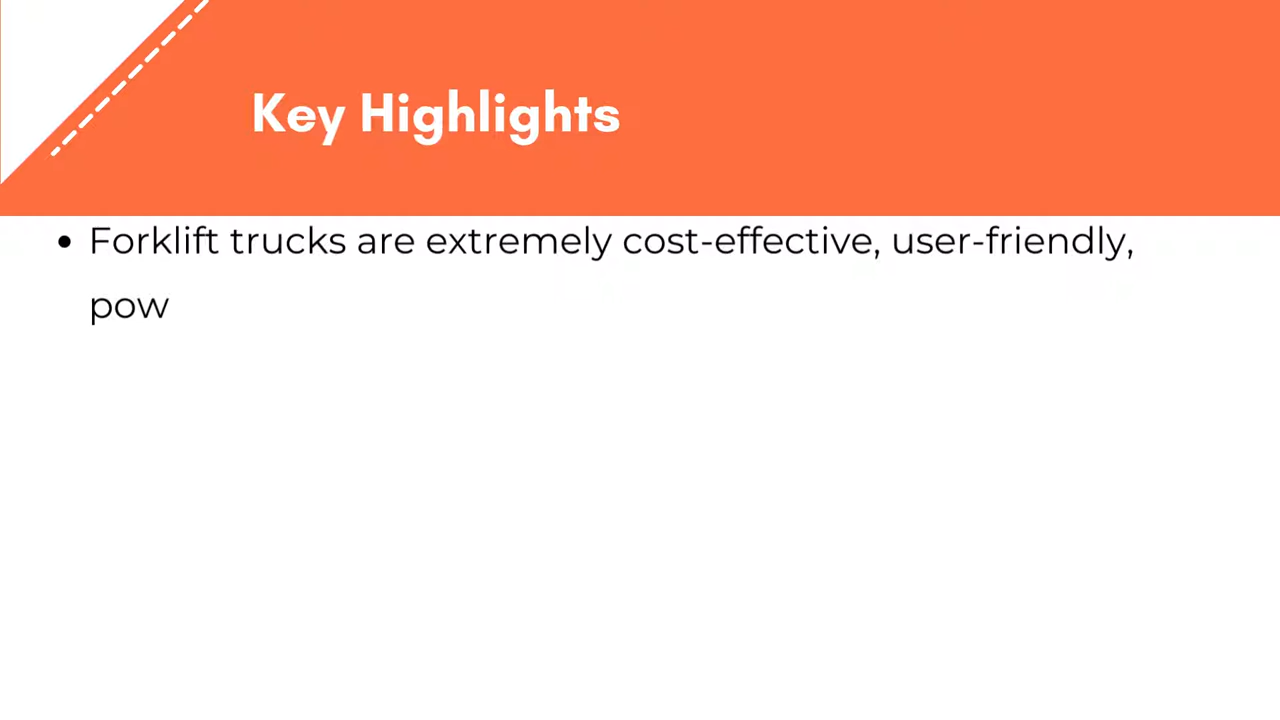 Key Highlights
• Forklift trucks are extremely cost-effective, user-friendly,
pow